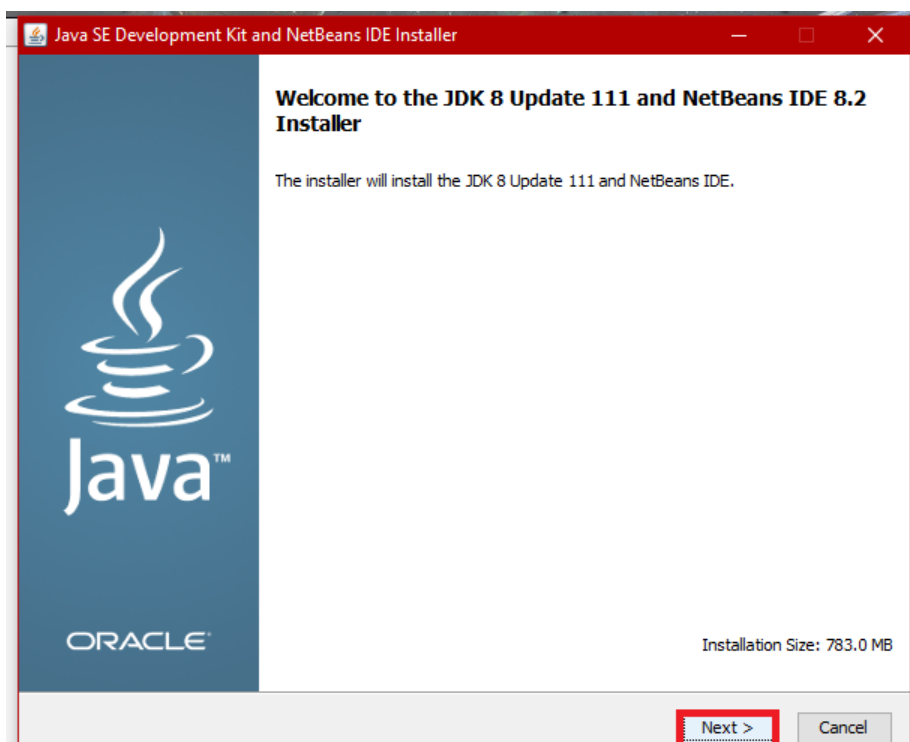 Java SE Development Kit and NetBeans IDE Installer
Welcome to the JDK 8 Update 111 and NetBeans IDE 8.2
Installer
The installer will install the JDK 8 Update 111 and NetBeans IDE.
Java™
ORACLE
Installation Size: 783.0 MB
Next >
Cancel